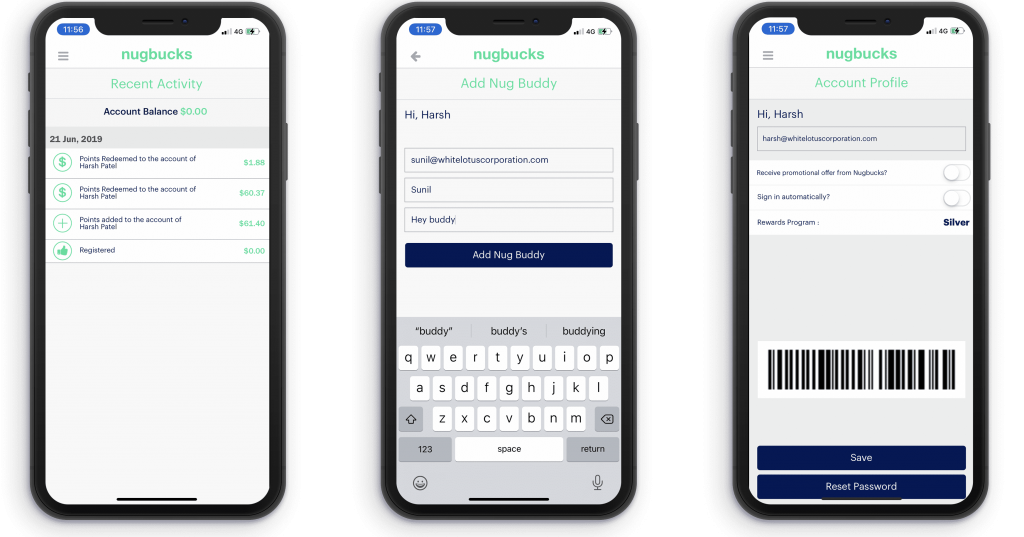 11:56
4G
nugbucks
Recent Activity
Account Balance $0.00
21 Jun, 2019
$
Points Redeemed to the account of
Harsh Patel
$1.88
$
Points Redeemed to the account of
Harsh Patel
$60.37
Points added to the account of
Harsh Patel
$61.40
Registered
$0.00
11:57
4G
nugbucks
Add Nug Buddy
Hi, Harsh
sunil@whitelotuscorporation.com
Sunil
Hey buddy
Add Nug Buddy
“buddy” buddy's buddying
q w e r t y u i o p
a s d f g h j k l
z x c v b n m
123 space return
11:57
4G
nugbucks
Account Profile
Hi, Harsh
harsh@whitelotuscorporation.com
Receive promotional offer from Nugbucks?
Sign in automatically?
Rewards Program : Silver
Save
Reset Password